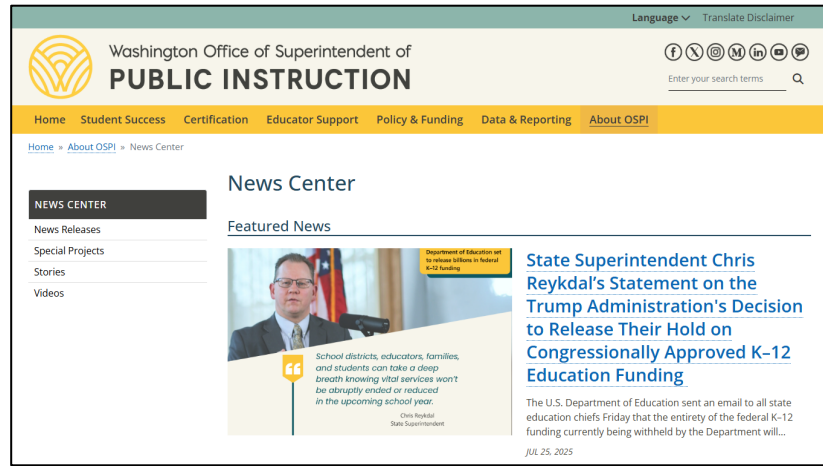 Language Translate Disclaimer
Washington Office of Superintendent of
PUBLIC INSTRUCTION
Enter your search terms
Home Student Success Certification Educator Support Policy & Funding Data & Reporting About OSPI
Home » About OSPI » News Center
NEWS CENTER
News Releases
Special Projects
Stories
Videos
News Center
Featured News
Department of Education set
to release billions in federal
K–12 funding
School districts, educators, families,
and students can take a deep
breath knowing vital services won't
be abruptly ended or reduced
in the upcoming school year.
Chris Reykdal
State Superintendent
State Superintendent Chris
Reykdal’s Statement on the
Trump Administration's Decision
to Release Their Hold on
Congressionally Approved K–12
Education Funding
The U.S. Department of Education sent an email to all state
education chiefs Friday that the entirety of the federal K–12
funding currently being withheld by the Department will...
JUL 25, 2025